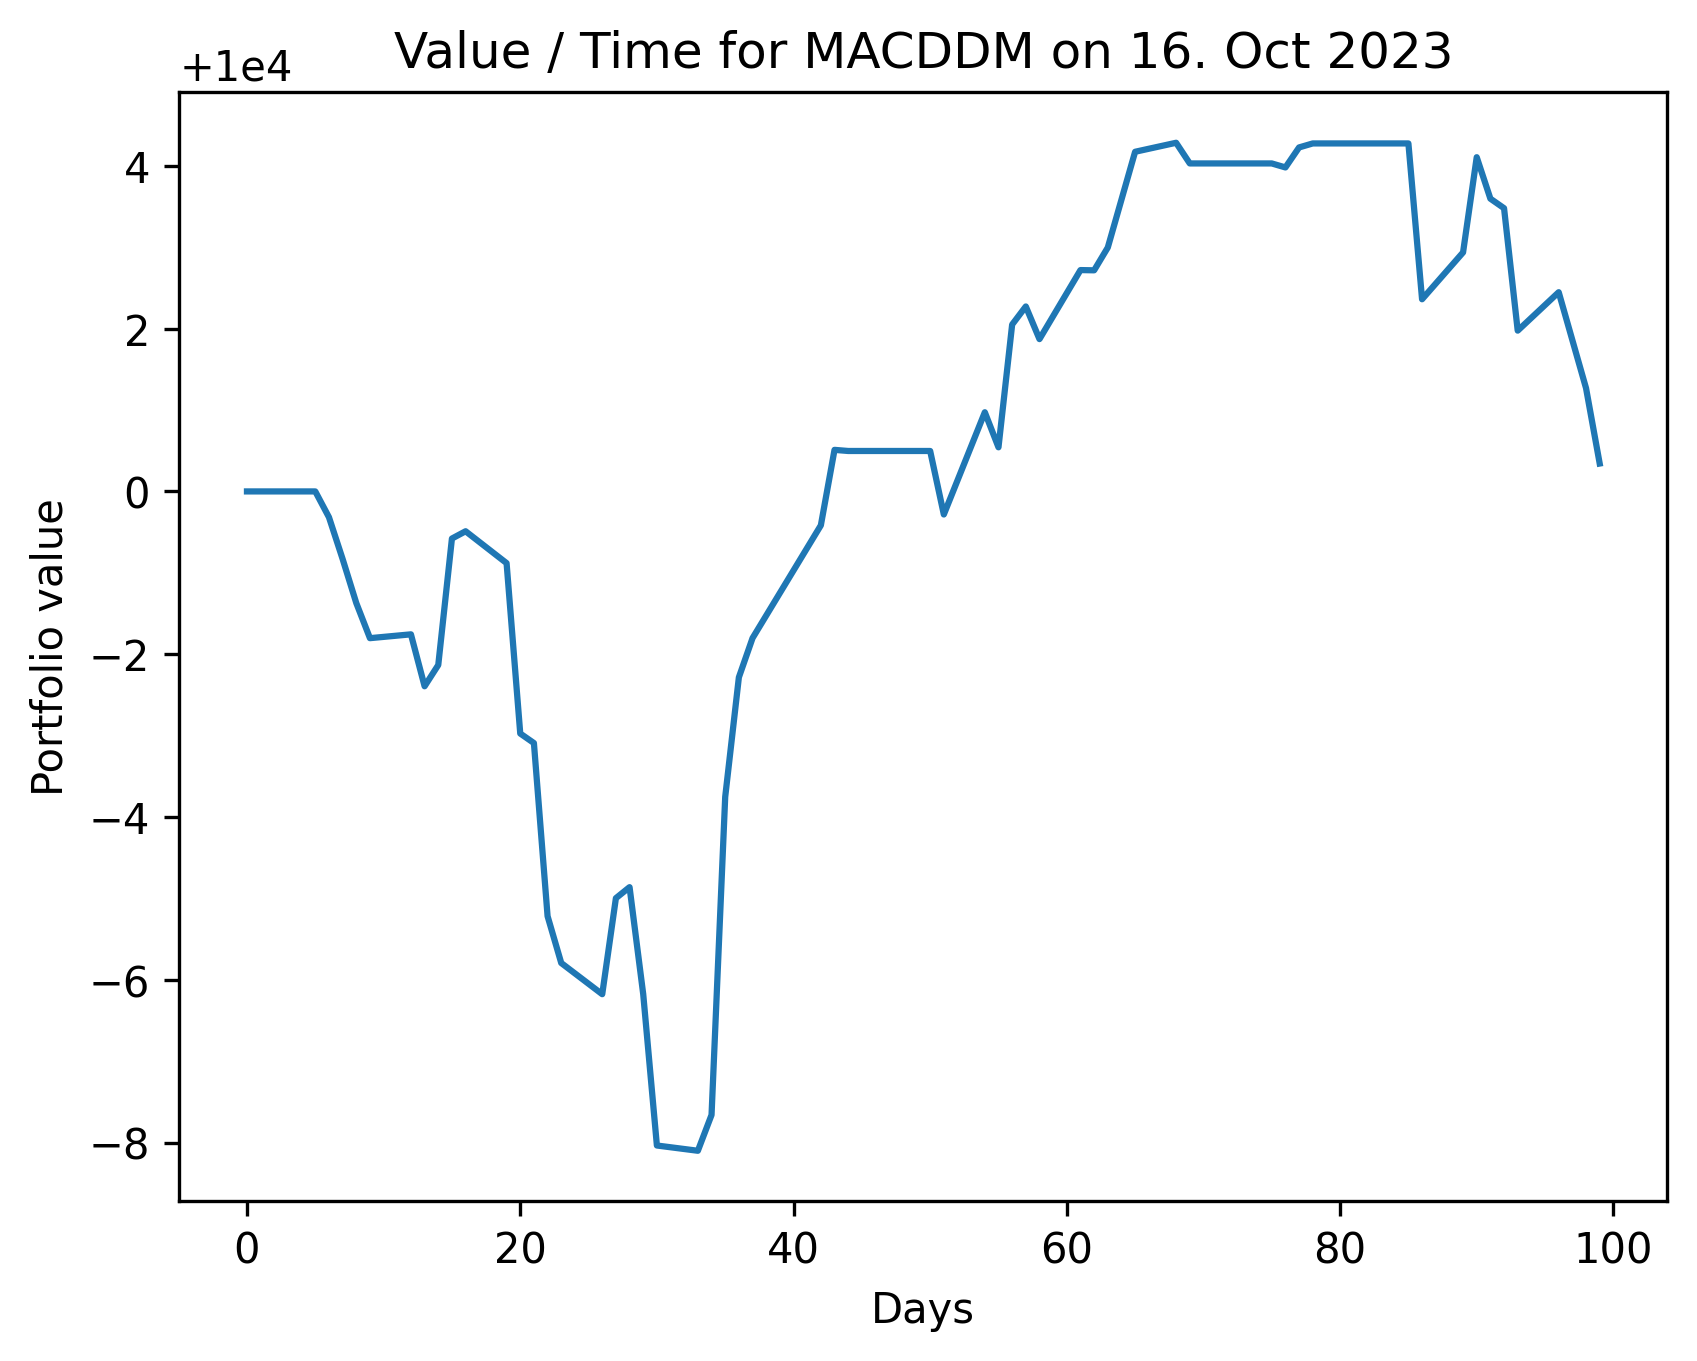 Value / Time for MACDDM on 16. Oct 2023
+1e4
4
2
0
−2
−4
−6
−8
Portfolio value
0 20 40 60 80 100
Days